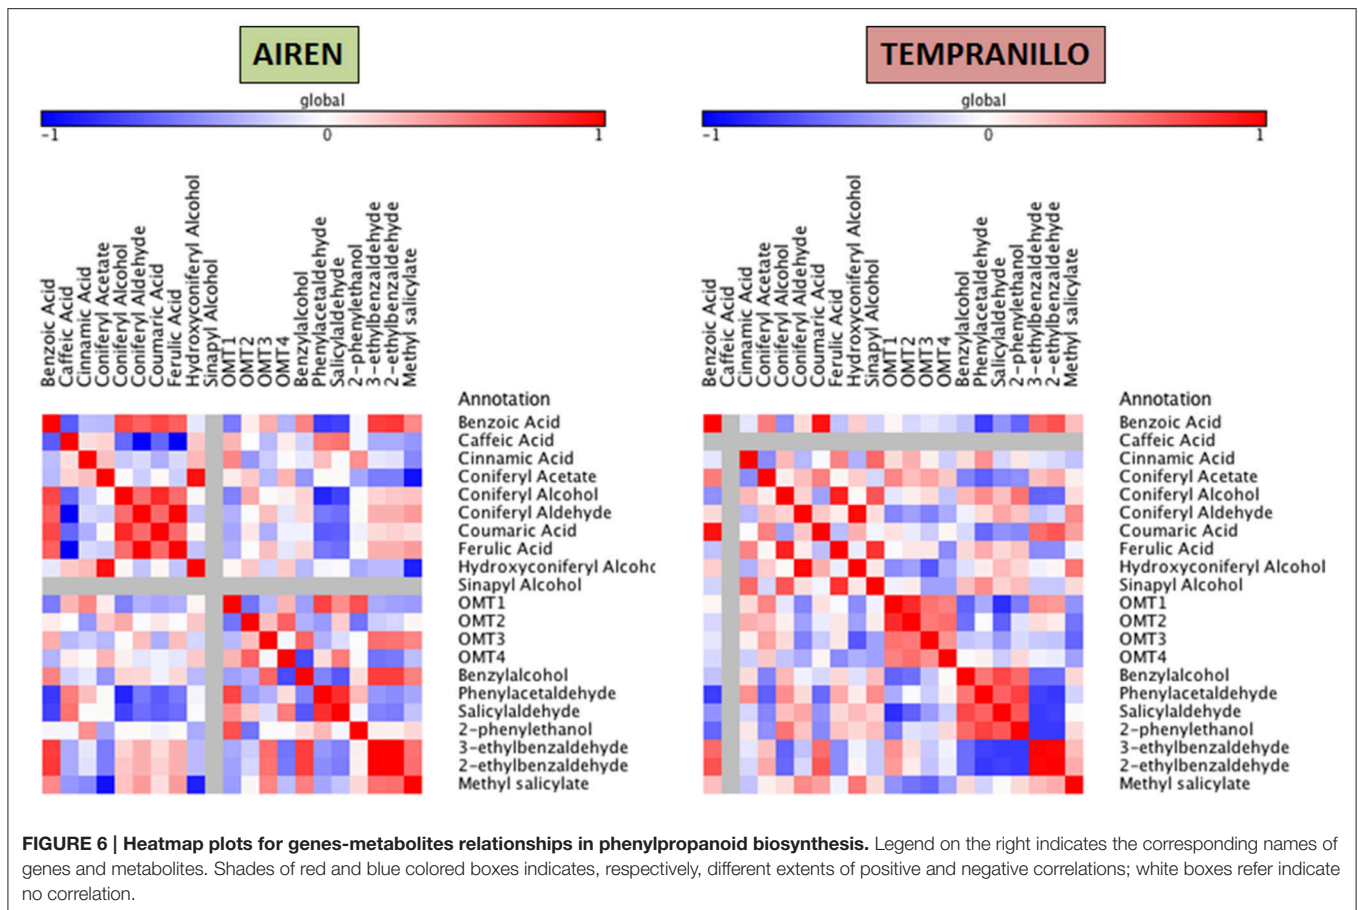 AIREN
TEMPRANILLO
global
-1
0
1
global
-1
0
1
Benzoic Acid
Caffeic Acid
Cinnamic Acid
Coniferyl Acetate
Coniferyl Alcohol
Coniferyl Aldehyde
Coumaric Acid
Ferulic Acid
Hydroxyconiferyl Alcohol
Sinapyl Alcohol
OMT1
OMT2
OMT3
OMT4
Benzylalcohol
Phenylacetaldehyde
Salicylaldehyde
2-phenylethanol
3-ethylbenzaldehyde
2-ethylbenzaldehyde
Methyl salicylate
Annotation
Benzoic Acid
Caffeic Acid
Cinnamic Acid
Coniferyl Acetate
Coniferyl Alcohol
Coniferyl Aldehyde
Coumaric Acid
Ferulic Acid
Hydroxyconiferyl Alcohc
Sinapyl Alcohol
OMT1
OMT2
OMT3
OMT4
Benzylalcohol
Phenylacetaldehyde
Salicylaldehyde
2-phenylethanol
3-ethylbenzaldehyde
2-ethylbenzaldehyde
Methyl salicylate
Benzoic Acid
Caffeic Acid
Cinnamic Acid
Coniferyl Acetate
Coniferyl Alcohol
Coniferyl Aldehyde
Coumaric Acid
Ferulic Acid
Hydroxyconiferyl Alcohol
Sinapyl Alcohol
OMT1
OMT2
OMT3
OMT4
Benzylalcohol
Phenylacetaldehyde
Salicylaldehyde
2-phenylethanol
3-ethylbenzaldehyde
2-ethylbenzaldehyde
Methyl salicylate
Annotation
Benzoic Acid
Caffeic Acid
Cinnamic Acid
Coniferyl Acetate
Coniferyl Alcohol
Coniferyl Aldehyde
Coumaric Acid
Ferulic Acid
Hydroxyconiferyl Alcohol
Sinapyl Alcohol
OMT1
OMT2
OMT3
OMT4
Benzylalcohol
Phenylacetaldehyde
Salicylaldehyde
2-phenylethanol
3-ethylbenzaldehyde
2-ethylbenzaldehyde
Methyl salicylate
FIGURE 6 | Heatmap plots for genes-metabolites relationships in phenylpropanoid biosynthesis. Legend on the right indicates the corresponding names of
genes and metabolites. Shades of red and blue colored boxes indicates, respectively, different extents of positive and negative correlations; white boxes refer indicate
no correlation.